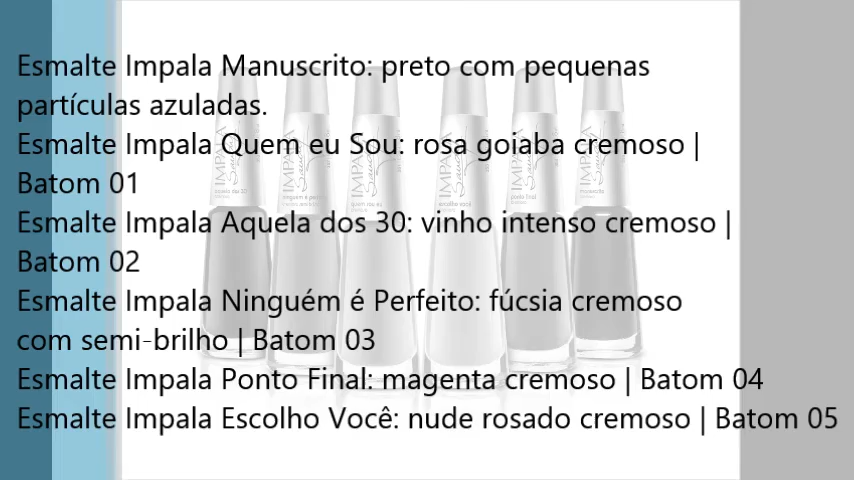 Esmalte Impala Manuscrito: preto com pequenas
partículas azuladas.
Esmalte Impala Quem eu Sou: rosa goiaba cremoso |
Batom 01
Esmalte Impala Aquela dos 30: vinho intenso cremoso |
Batom 02
Esmalte Impala Ninguém é Perfeito: fúcsia cremoso
com semi-brilho | Batom 03
Esmalte Impala Ponto Final: magenta cremoso | Batom 04
Esmalte Impala Escolho Você: nude rosado cremoso | Batom 05